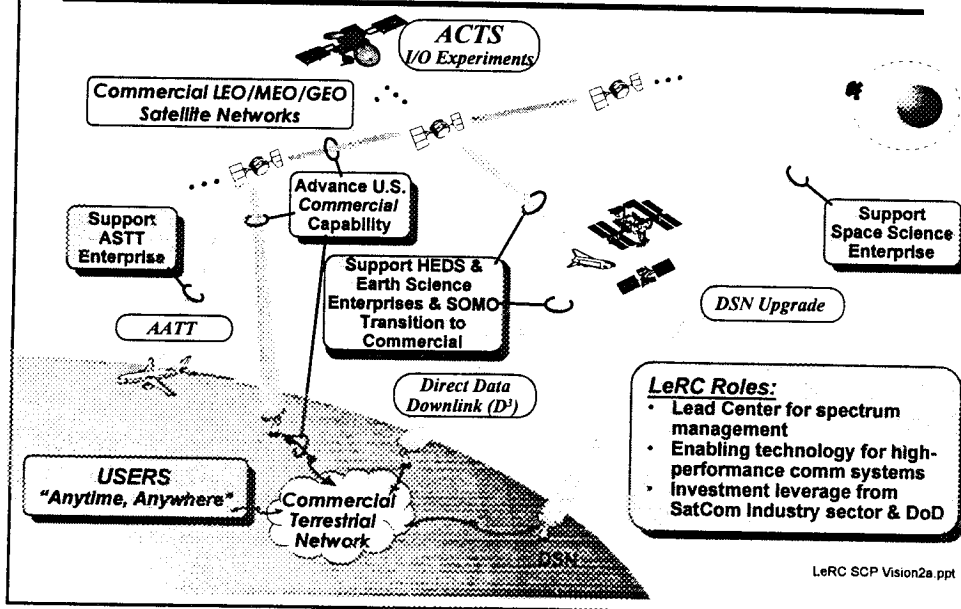 ACTS
I/O Experiments
Commercial LEO/MEO/GEO
Satellite Networks
Advance U.S.
Commercial
Capability
Support
ASTT
Enterprise
Support
Space Science
Enterprise
Support HEDS &
Earth Science
Enterprises & SOMO
Transition to
Commercial
DSN Upgrade
AATT
Direct Data
Downlink (D³)
LeRC Roles:
· Lead Center for spectrum
management
· Enabling technology for high-
performance comm systems
· Investment leverage from
SatCom Industry sector & DoD
USERS
"Anytime, Anywhere"
Commercial
Terrestrial
Network
DSN
LeRC SCP Vision2a.ppt